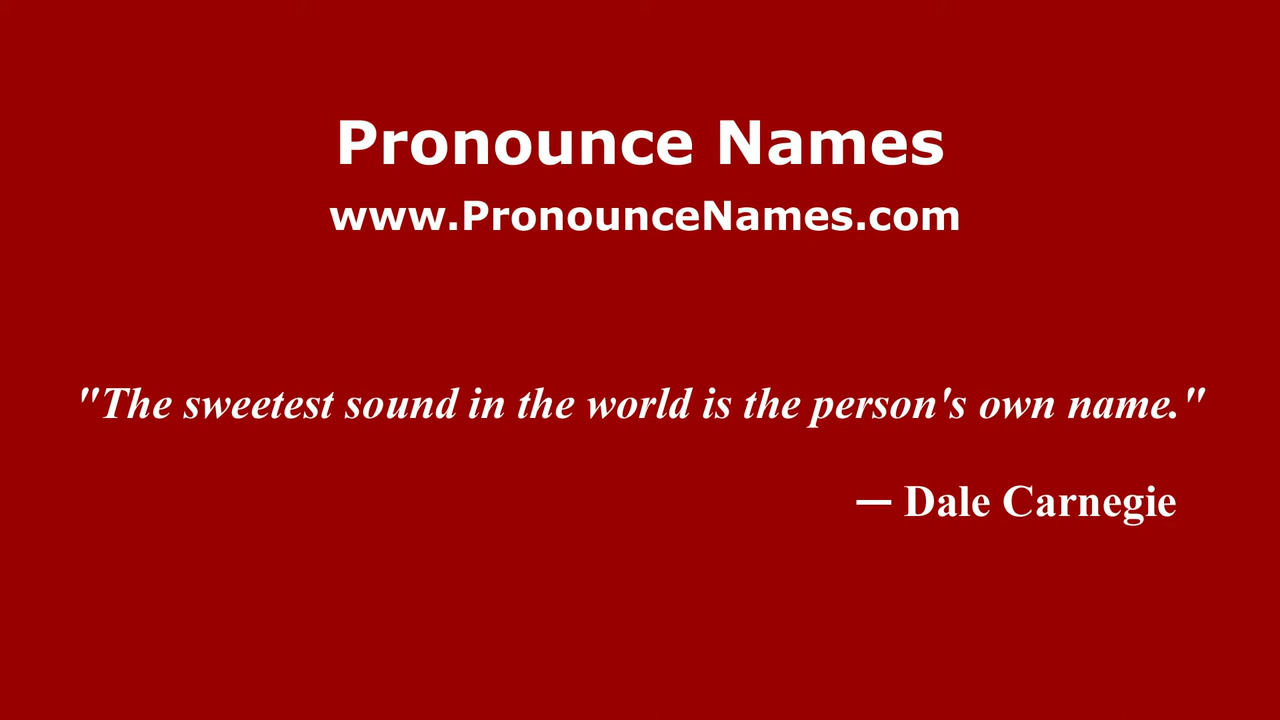 Pronounce Names
www.PronounceNames.com
"The sweetest sound in the world is the person's own name."
— Dale Carnegie